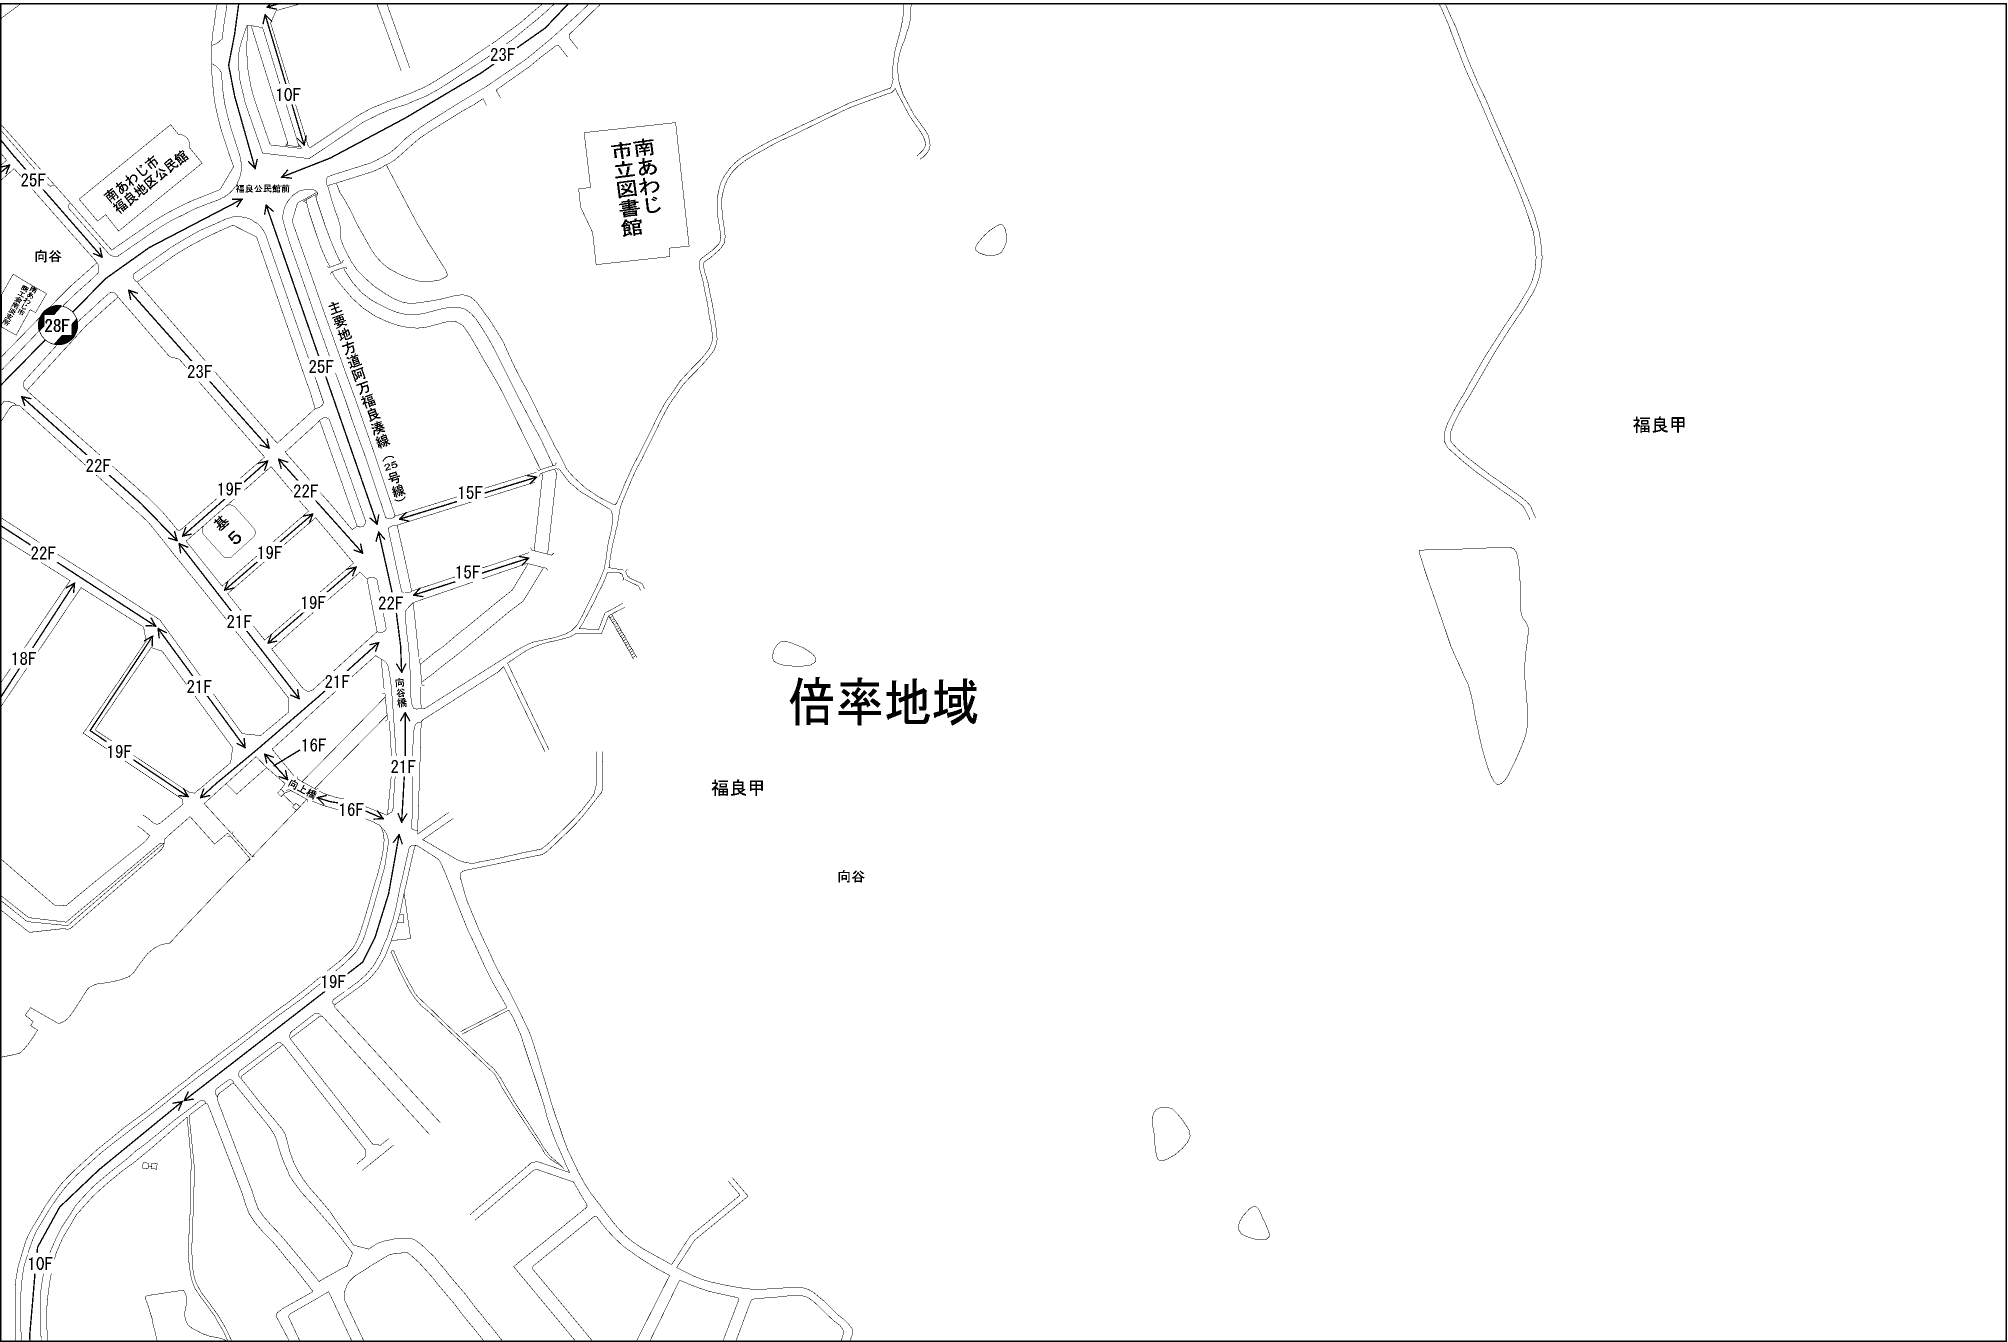 23F
10F
南あわじ市
福良地区公民館
25F
福良公民館前
南あわじ
市立図書館
向谷
28F
主要地方道阿万福良湊線（25号線）
25F
23F
福良甲
22F
19F
22F
15F
基
5
22F
19F
15F
19F
22F
21F
18F
21F
21F
向谷橋
倍率地域
19F
16F
21F
福良甲
向上橋
16F
向谷
19F
10F